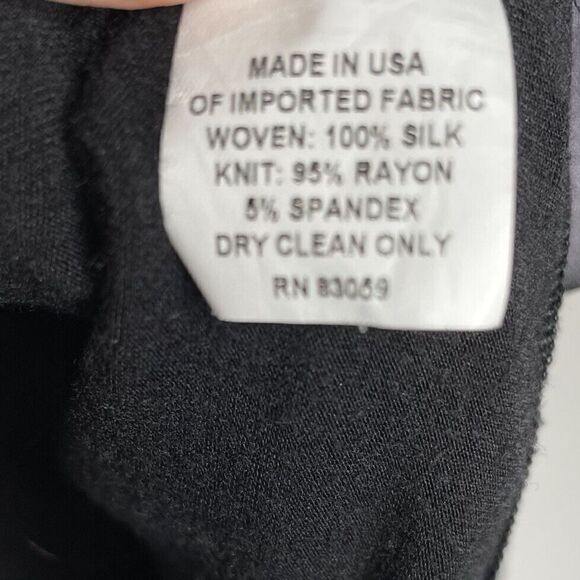 MADE IN USA
OF IMPORTED FABRIC
WOVEN: 100% SILK
KNIT: 95% RAYON
5% SPANDEX
DRY CLEAN ONLY
RN 83059